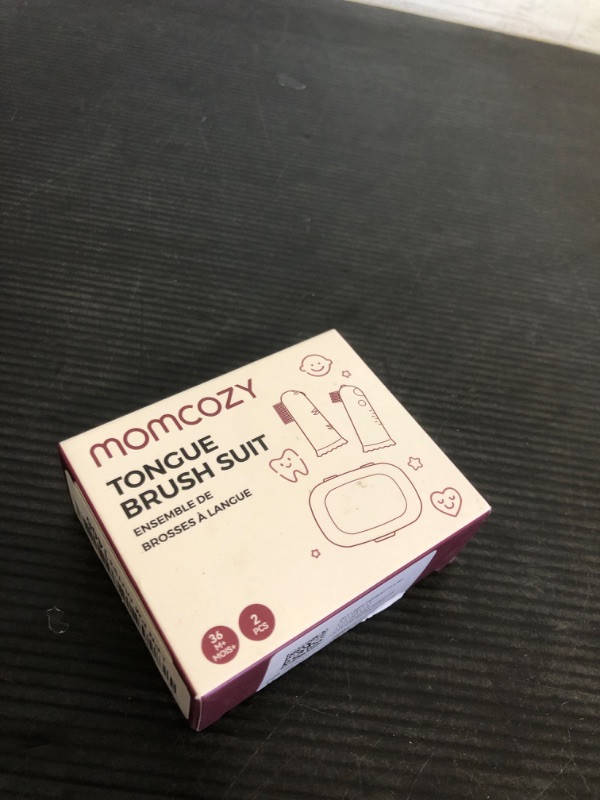 momcozy
TONGUE
BRUSH SUIT
ENSEMBLE DE
BROSSES À LANGUE
36
M+
MOIS+
2
PCS